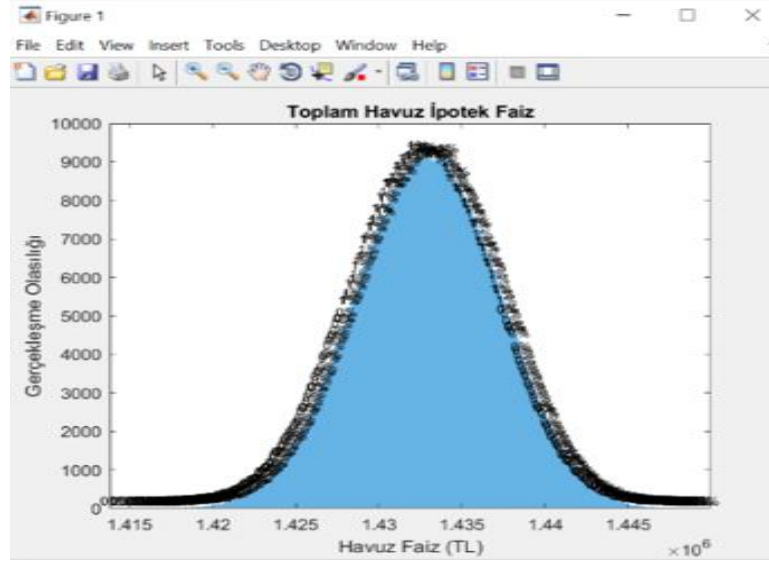 Figure 1
File Edit View Insert Tools Desktop Window Help
Toplam Havuz İpotek Faiz
10000
9000
8000
7000
6000
5000
4000
3000
2000
1000
0
Gerçekleşme Olasılığı
1.415 1.42 1.425 1.43 1.435 1.44 1.445
Havuz Faiz (TL)
×10⁶